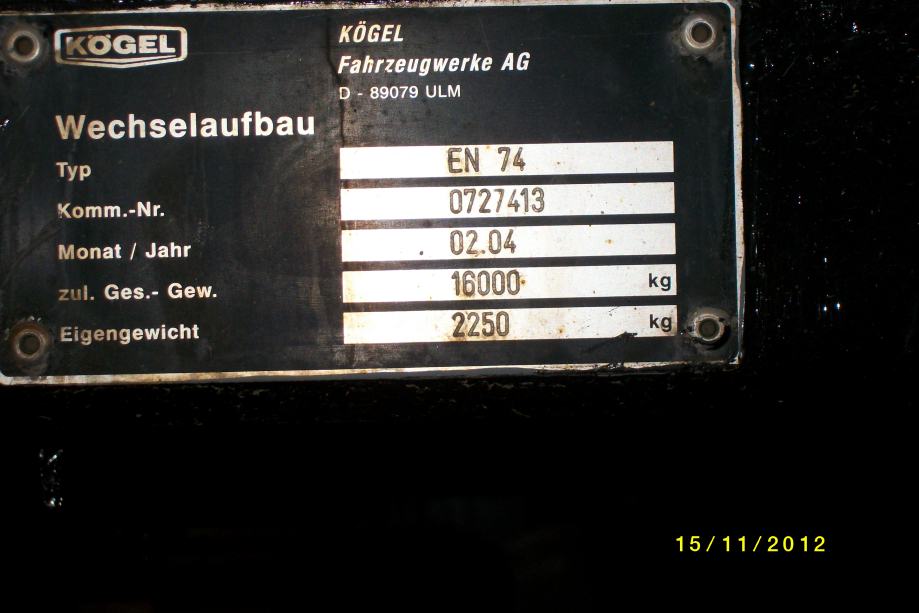 KÖGEL
KÖGEL
Fahrzeugwerke AG
D - 89079 ULM
Wechselaufbau
Typ EN 74
Komm.-Nr. 0727413
Monat / Jahr 02.04
zul. Ges.- Gew. 16000 kg
Eigengewicht 2250 kg
15/11/2012